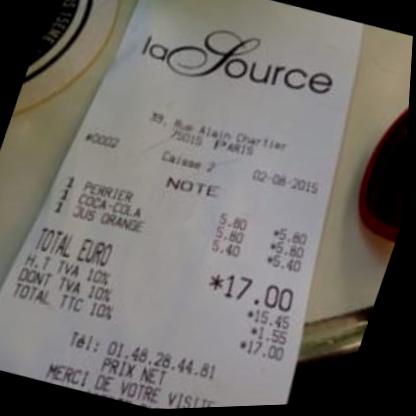 la Source
39, Rue Alain Chartier
75015 PARIS
#0002 Caisse 2 02-08-2015
NOTE
1 PERRIER 5.80 *5.80
1 COCA-COLA 5.80 *5.80
1 JUS ORANGE 5.40 *5.40
TOTAL EURO *17.00
H.T TVA 10% *15.45
DONT TVA 10% *1.55
TOTAL TTC 10% *17.00
Tél: 01.48.28.44.81
PRIX NET
MERCI DE VOTRE VISITE